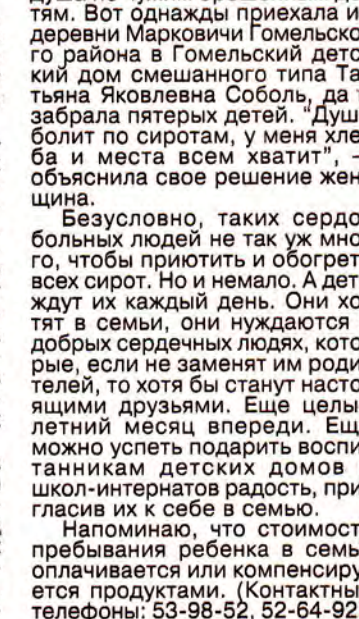 душа по чужим брошенным де
тям. Вот однажды приехала и
деревни Марковичи Гомельско
го района в Гомельский детс
кий дом смешанного типа Та
тьяна Яковлевна Соболь, да
забрала пятерых детей. "Душ
болит по сиротам, у меня хле
ба и места всем хватит", –
объяснила свое решение жен
щина.
Безусловно, таких сердо
больных людей не так уж мно
го, чтобы приютить и обогрет
всех сирот. Но и немало. А дет
ждут их каждый день. Они хо
тят в семьи, они нуждаются
добрых сердечных людях, кото
рые, если не заменят им роди
телей, то хотя бы станут насто
ящими друзьями. Еще целы
летний месяц впереди. Ещ
можно успеть подарить воспи
танникам детских домов
школ-интернатов радость, при
гласив их к себе в семью.
Напоминаю, что стоимост
пребывания ребенка в семь
оплачивается или компенсиру
ется продуктами. (Контактны
телефоны: 53-98-52, 52-64-92